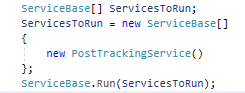 ServiceBase[] ServicesToRun;
ServicesToRun = new ServiceBase[]
{
new PostTrackingService()
};
ServiceBase.Run(ServicesToRun);